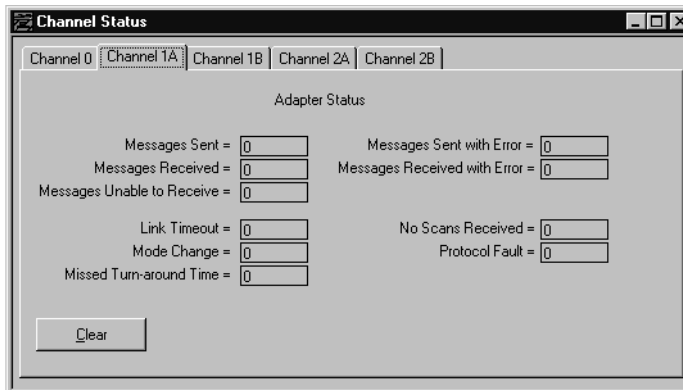 Channel Status
Channel 0 Channel 1A Channel 1B Channel 2A Channel 2B
Adapter Status
Messages Sent = 0 Messages Sent with Error = 0
Messages Received = 0 Messages Received with Error = 0
Messages Unable to Receive = 0
Link Timeout = 0 No Scans Received = 0
Mode Change = 0 Protocol Fault = 0
Missed Turn-around Time = 0
Clear